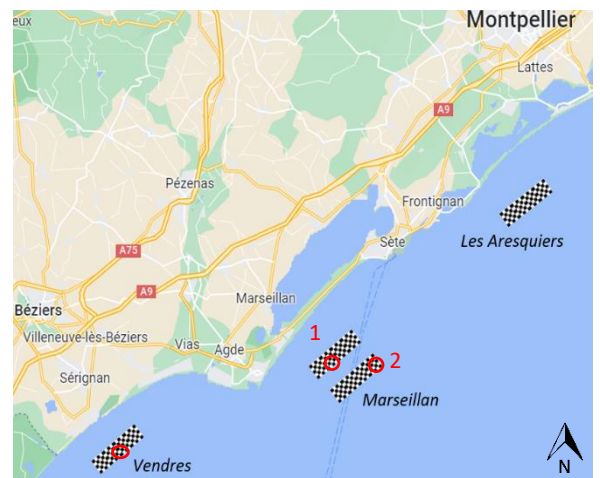 Montpellier
Lattes
A9
Pézenas
Frontignan
Sète
Les Aresquiers
A75
A9
Marseillan
Béziers
1
Villeneuve-lès-Béziers
Vias
Agde
2
Sérignan
Marseillan
Vendres
N